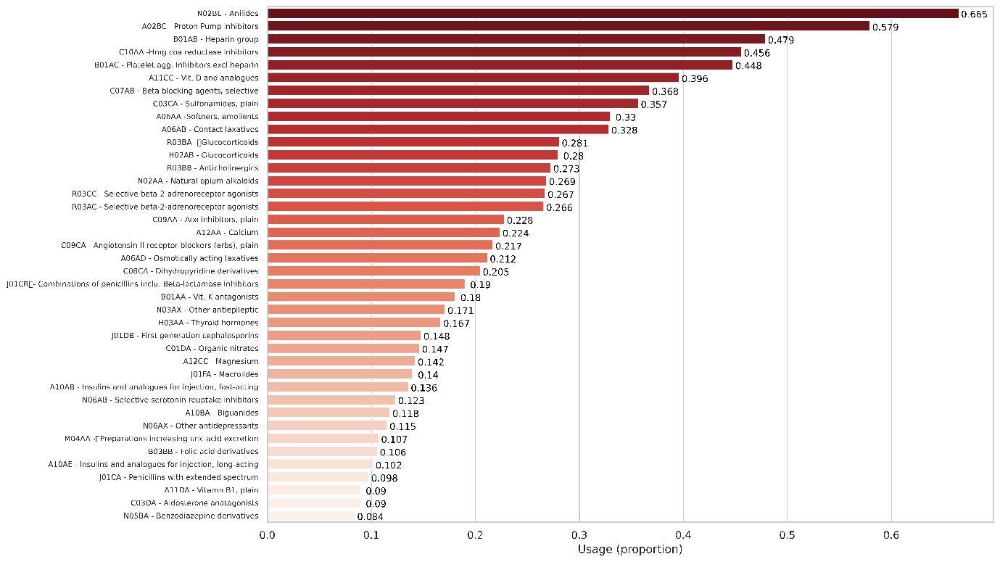 N02BE - Anilides 0.665
A02BC - Proton Pump inhibitors 0.579
B01AB - Heparin group 0.479
C10AA -Hmg coa reductase inhibitors 0.456
B01AC - Platelet agg. Inhibitors excl heparin 0.448
A11CC - Vit. D and analogues 0.396
C07AB - Beta blocking agents, selective 0.368
C03CA - Sulfonamides, plain 0.357
A06AA -Softners, emolients 0.33
A06AB - Contact laxatives 0.328
R03BA -▯Glucocorticoids 0.281
H02AB - Glucocorticoids 0.28
R03BB - Anticholinergics 0.273
N02AA - Natural opium alkaloids 0.269
R03CC - Selective beta-2-adrenoreceptor agonists 0.267
R03AC - Selective beta-2-adrenoreceptor agonists 0.266
C09AA - Ace inhibitors, plain 0.228
A12AA - Calcium 0.224
C09CA - Angiotensin II receptor blockers (arbs), plain 0.217
A06AD - Osmotically acting laxatives 0.212
C08CA - Dihydropyridine derivatives 0.205
J01CR▯- Combinations of penicillins inclu. Beta-lactamase inhibitors 0.19
B01AA - Vit. K antagonists 0.18
N03AX - Other antiepileptic 0.171
H03AA - Thyroid hormones 0.167
J01DB - First generation cephalosporins 0.148
C01DA - Organic nitrates 0.147
A12CC - Magnesium 0.142
J01FA - Macrolides 0.14
A10AB - Insulins and analogues for injection, fast-acting 0.136
N06AB - Selective serotonin reuptake inhibitors 0.123
A10BA - Biguanides 0.118
N06AX - Other antidepressants 0.115
M04AA -▯Preparations increasing uric acid excretion 0.107
B03BB - Folic acid derivatives 0.106
A10AE - Insulins and analogues for injection, long-acting 0.102
J01CA - Penicillins with extended spectrum 0.098
A11DA - Vitamn B1, plain 0.09
C03DA - Aldosterone anatagonists 0.09
N05BA - Benzodiazepine derivatives 0.084
0.0 0.1 0.2 0.3 0.4 0.5 0.6
Usage (proportion)